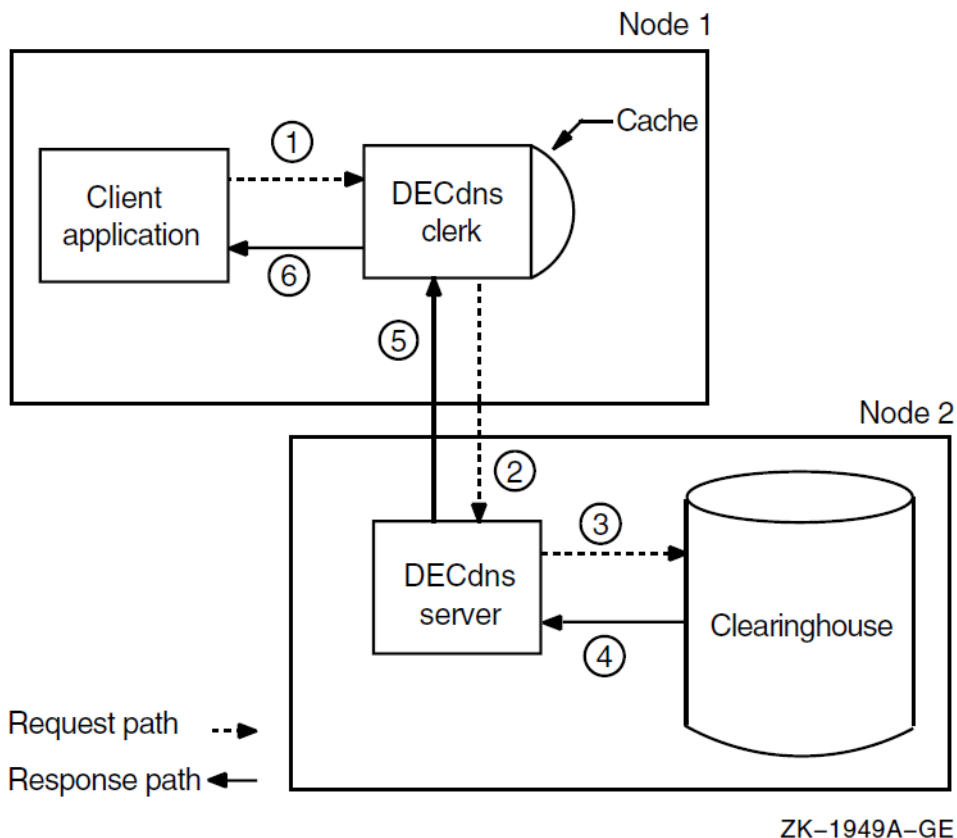 Node 1
Cache
1
Client
application
DECdns
clerk
6
5
Node 2
2
3
DECdns
server
Clearinghouse
4
Request path
Response path
ZK–1949A–GE